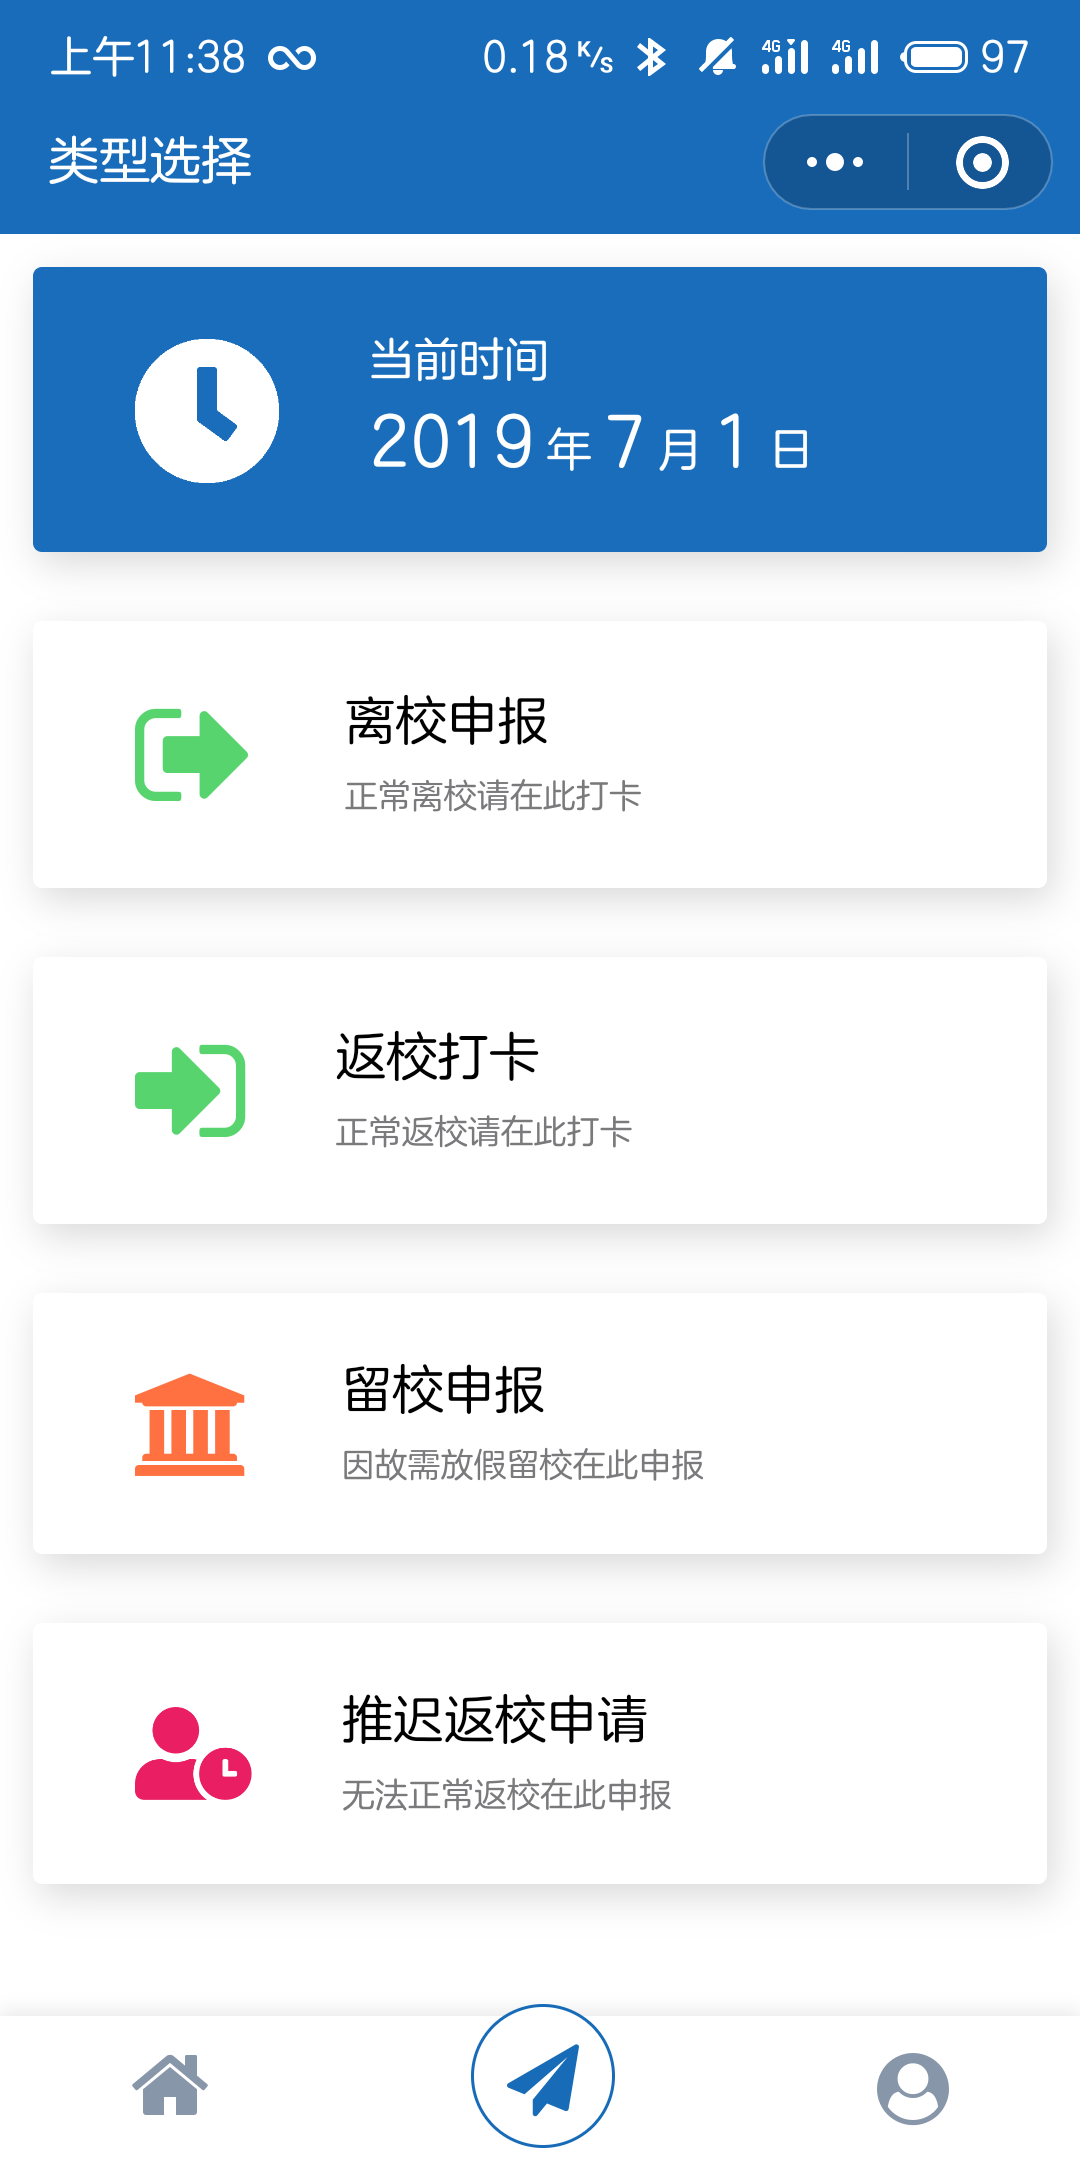 上午11:38 0.18 K/s 4G 4G 97
类型选择
当前时间
2019 年 7 月 1 日
离校申报
正常离校请在此打卡
返校打卡
正常返校请在此打卡
留校申报
因故需放假留校在此申报
推迟返校申请
无法正常返校在此申报